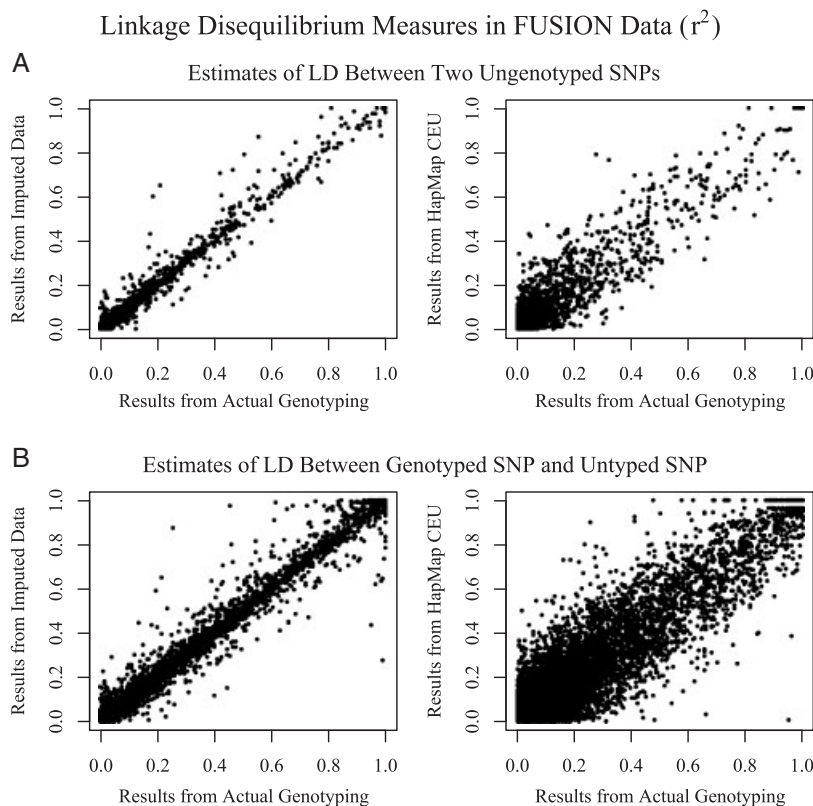 Linkage Disequilibrium Measures in FUSION Data (r²)
A
Estimates of LD Between Two Ungenotyped SNPs
Results from Imputed Data
0.0 0.2 0.4 0.6 0.8 1.0
0.0 0.2 0.4 0.6 0.8 1.0
Results from Actual Genotyping
Results from HapMap CEU
0.0 0.2 0.4 0.6 0.8 1.0
0.0 0.2 0.4 0.6 0.8 1.0
Results from Actual Genotyping
B
Estimates of LD Between Genotyped SNP and Untyped SNP
Results from Imputed Data
0.0 0.2 0.4 0.6 0.8 1.0
0.0 0.2 0.4 0.6 0.8 1.0
Results from Actual Genotyping
Results from HapMap CEU
0.0 0.2 0.4 0.6 0.8 1.0
0.0 0.2 0.4 0.6 0.8 1.0
Results from Actual Genotyping